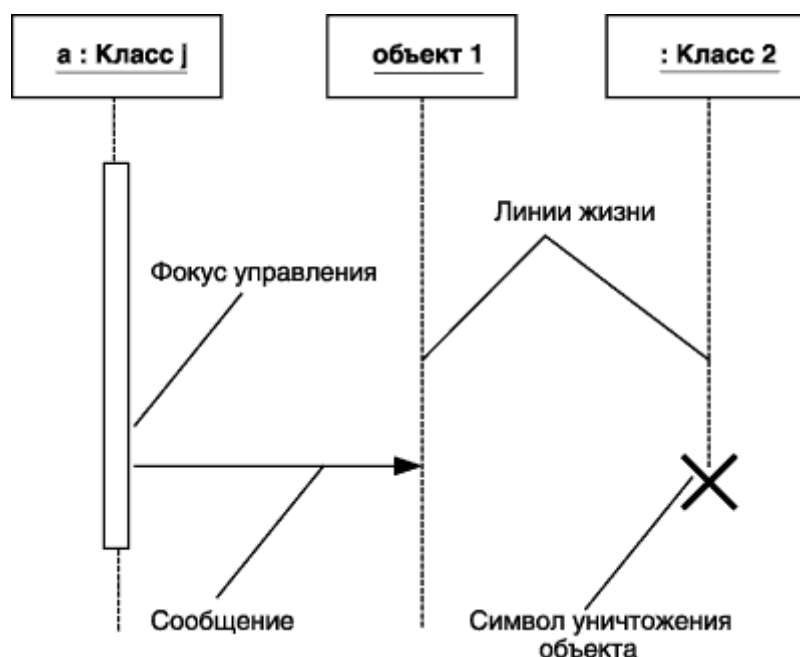 а : Класс j
объект 1
: Класс 2
Линии жизни
Фокус управления
Сообщение
Символ уничтожения
объекта